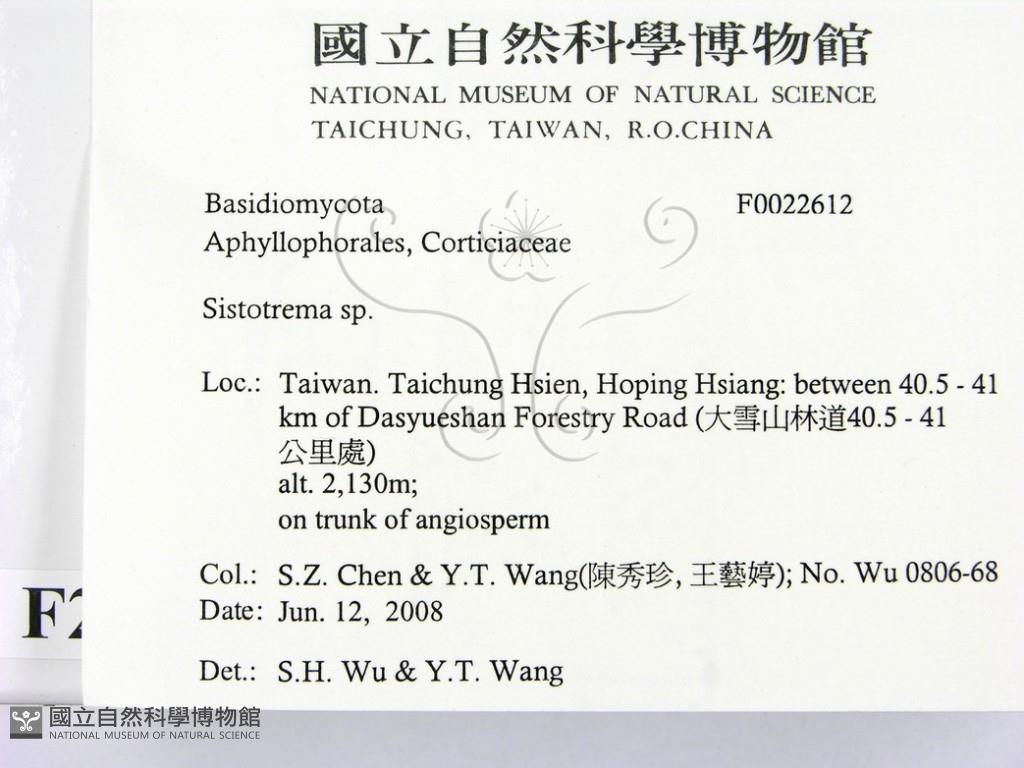 國立自然科學博物館
NATIONAL MUSEUM OF NATURAL SCIENCE
TAICHUNG, TAIWAN, R.O.CHINA
Basidiomycota F0022612
Aphyllophorales, Corticiaceae
Sistotrema sp.
Loc.: Taiwan. Taichung Hsien, Hoping Hsiang: between 40.5 - 41
km of Dasyueshan Forestry Road (大雪山林道40.5 - 41
公里處)
alt. 2,130m;
on trunk of angiosperm
Col.: S.Z. Chen & Y.T. Wang(陳秀珍, 王藝婷); No. Wu 0806-68
Date: Jun. 12, 2008
Det.: S.H. Wu & Y.T. Wang
F2
國立自然科學博物館
NATIONAL MUSEUM OF NATURAL SCIENCE